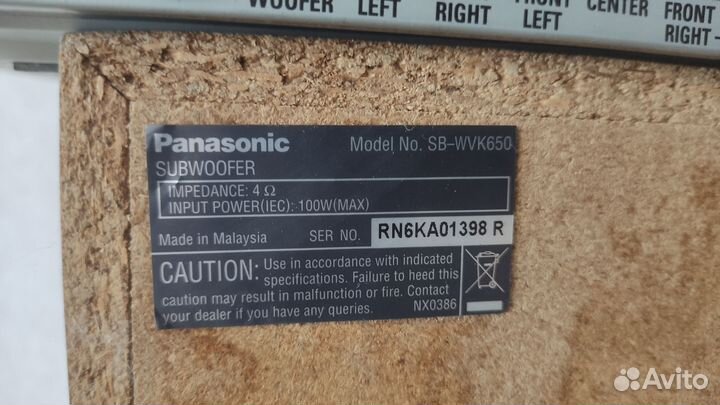 WOOFER LEFT RIGHT FRONT LEFT CENTER FRONT RIGHT
Panasonic Model No. SB-WVK650
SUBWOOFER
IMPEDANCE: 4 Ω
INPUT POWER(IEC): 100W(MAX)
Made in Malaysia SER NO. RN6KA01398 R
CAUTION: Use in accordance with indicated
specifications. Failure to heed this
caution may result in malfunction or fire. Contact
your dealer if you have any queries. NX0386
Avito